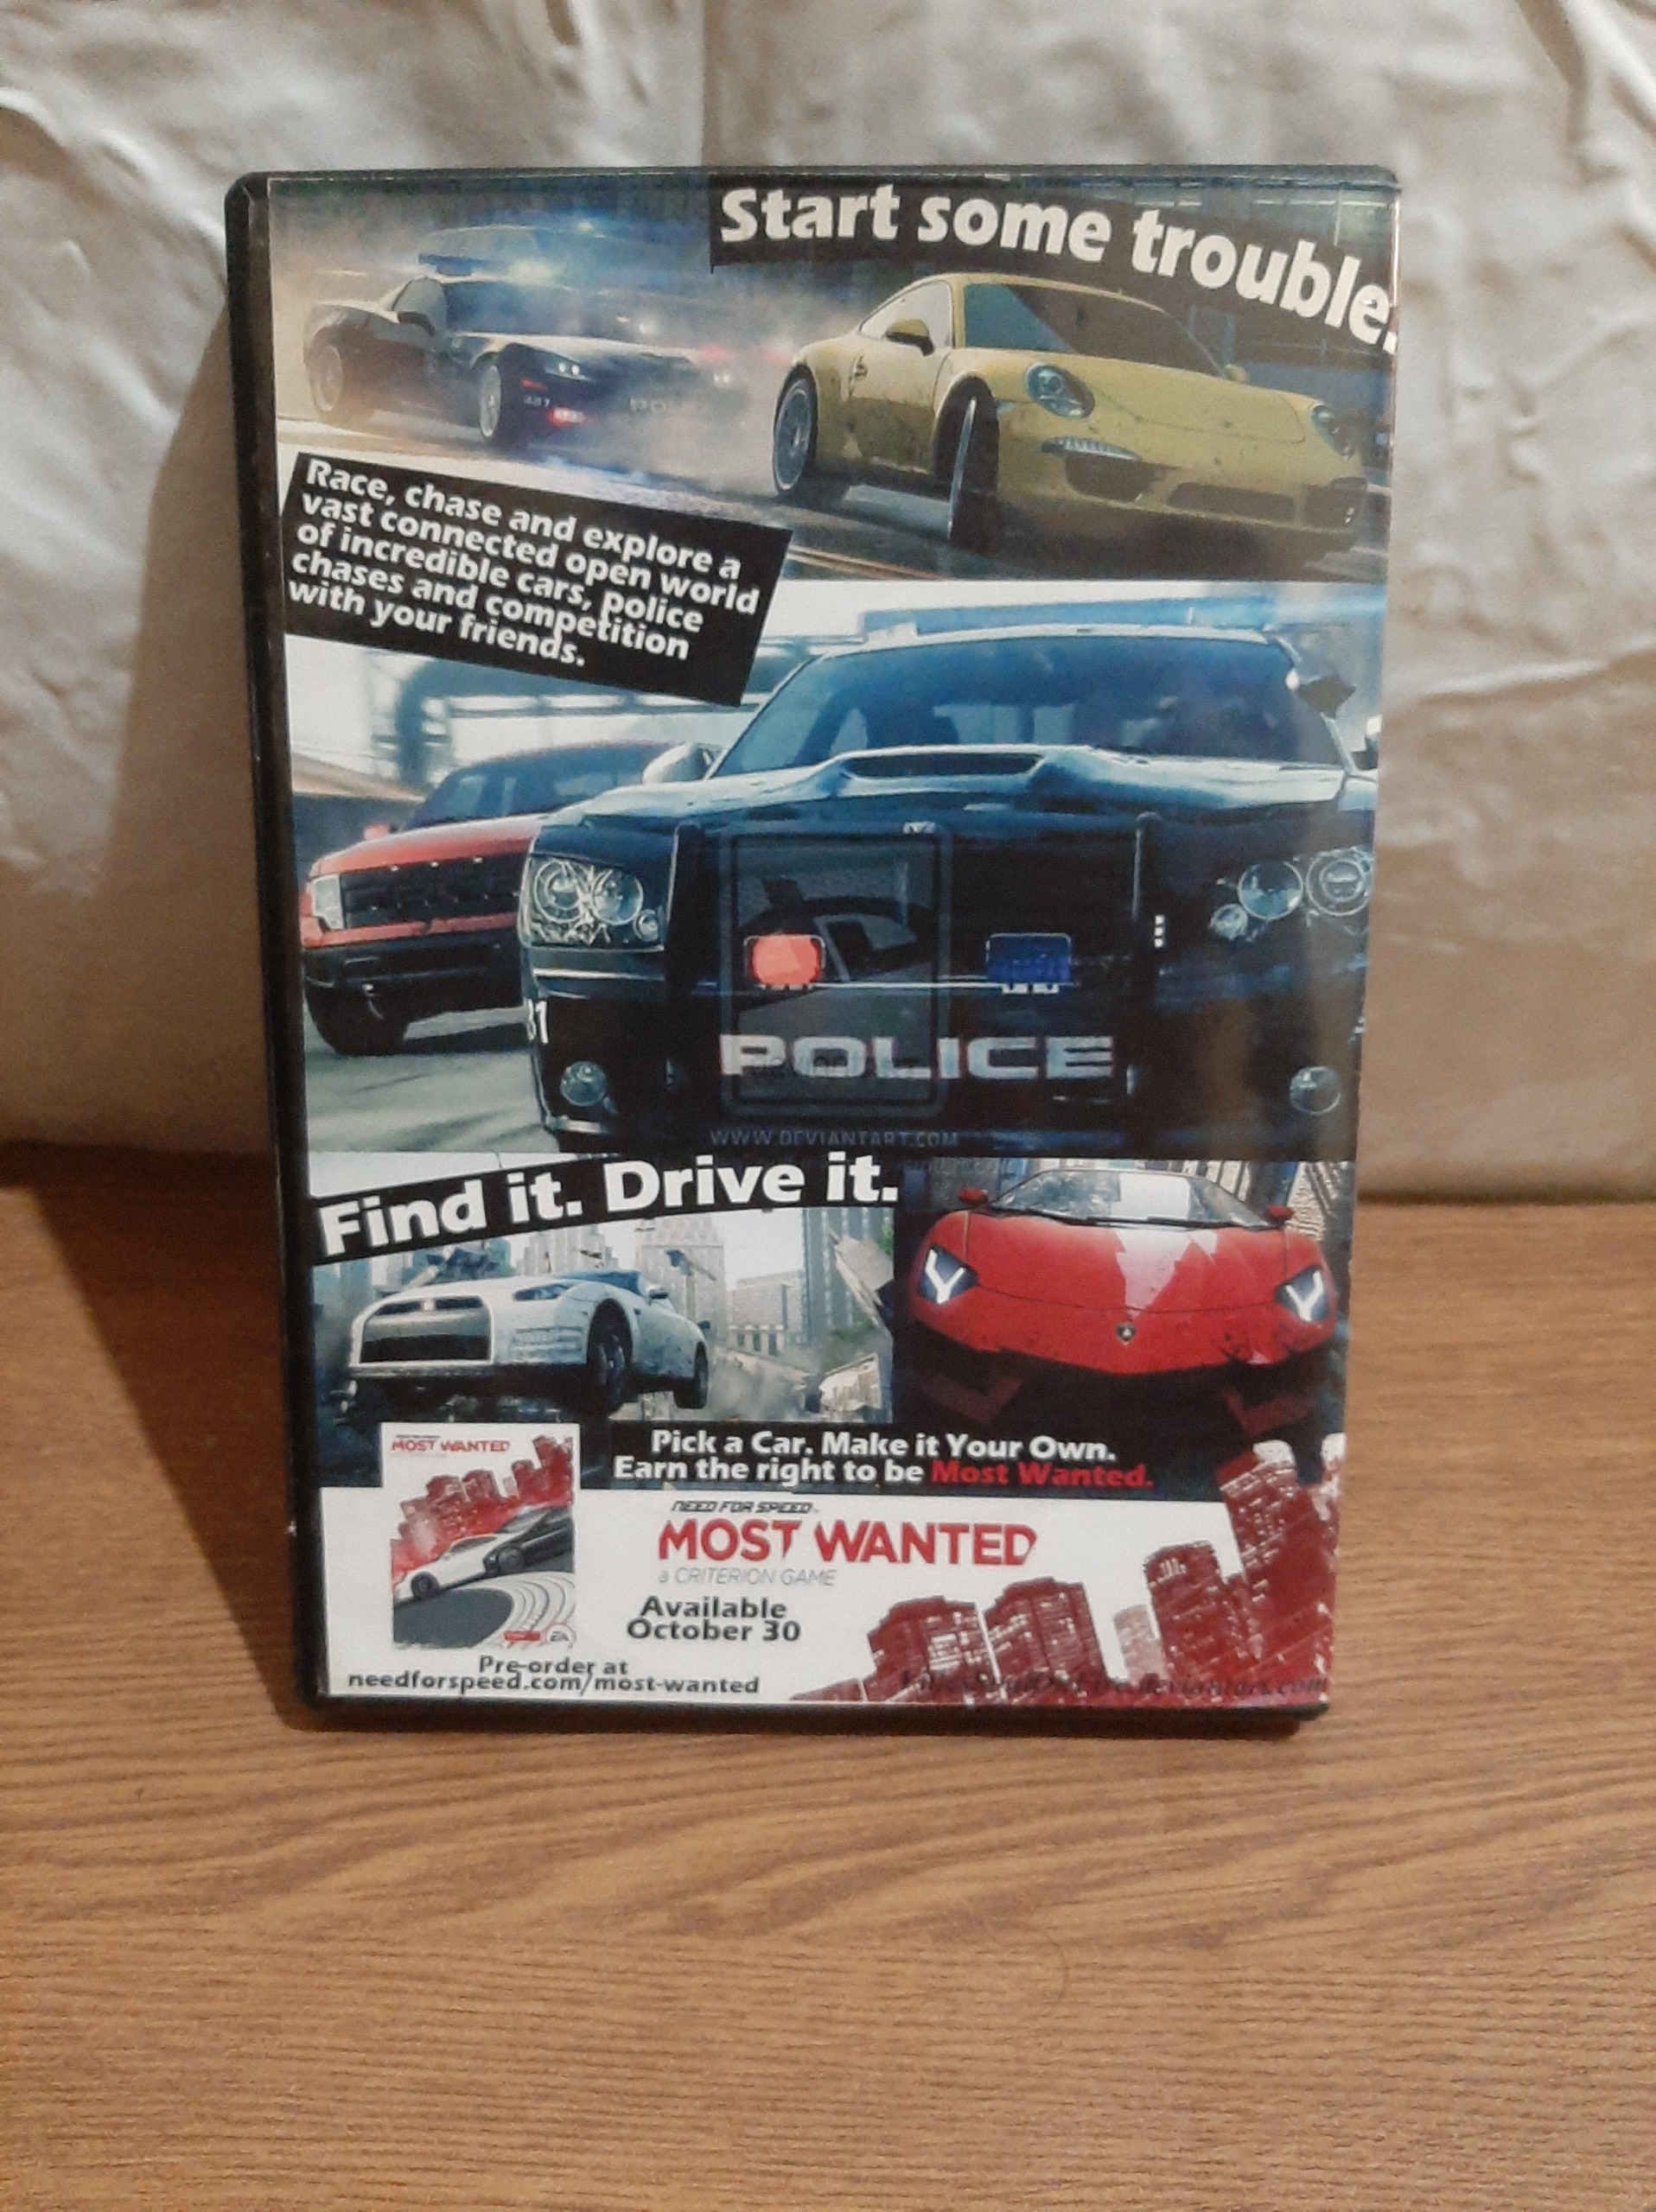 Start some trouble.
Race, chase and explore a
vast connected open world
of incredible cars, police
chases and competition
with your friends.
81
POLICE
WWW.DEVIANTART.COM
Find it. Drive it.
MOST WANTED
Pick a Car. Make it Your Own.
Earn the right to be Most Wanted.
NEED FOR SPEED
MOST WANTED
a CRITERION GAME
Available
October 30
EA
Pre-order at
needforspeed.com/most-wanted